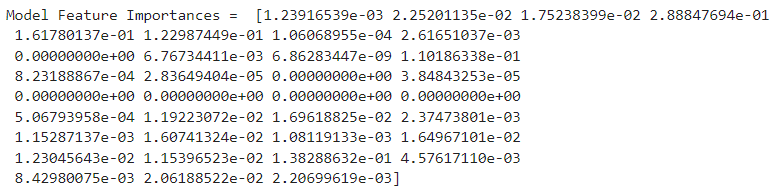 Model Feature Importances =  [1.23916539e-03 2.25201135e-02 1.75238399e-02 2.88847694e-01
 1.61780137e-01 1.22987449e-01 1.06068955e-04 2.61651037e-03
 0.00000000e+00 6.76734411e-03 6.86283447e-09 1.10186338e-01
 8.23188867e-04 2.83649404e-05 0.00000000e+00 3.84843253e-05
 0.00000000e+00 0.00000000e+00 0.00000000e+00 0.00000000e+00
 5.06793958e-04 1.19223072e-02 1.69618825e-02 2.37473801e-03
 1.15287137e-03 1.60741324e-02 1.08119133e-03 1.64967101e-02
 1.23045643e-02 1.15396523e-02 1.38288632e-01 4.57617110e-03
 8.42980075e-03 2.06188522e-02 2.20699619e-03]